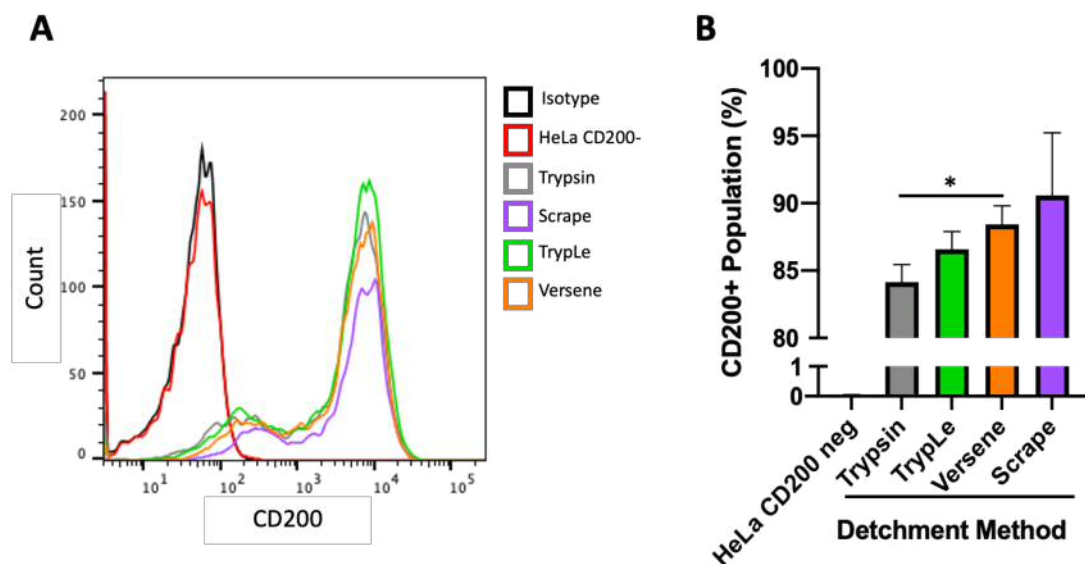 A
B
200
150
100
50
0
Count
10^1
10^2
10^3
10^4
10^5
CD200
Isotype
HeLa CD200-
Trypsin
Scrape
TrypLe
Versene
CD200+ Population (%)
100
95
90
85
80
1
0
*
HeLa CD200 neg
Trypsin
TrypLe
Versene
Scrape
Detchment Method